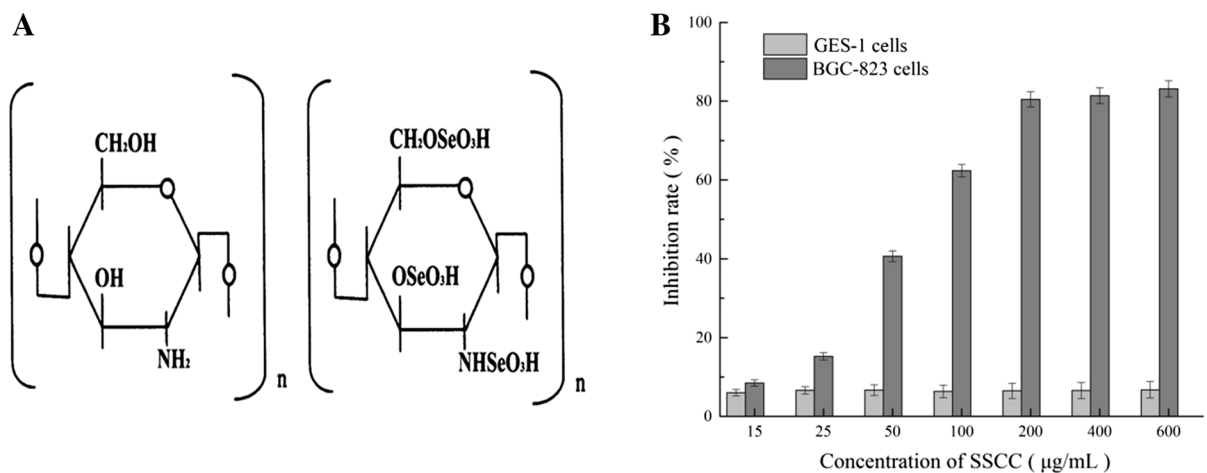 A
CH₂OH
OH
NH₂
n
CH₂OSeO₃H
OSeO₃H
NHSeO₃H
n
B
GES-1 cells
BGC-823 cells
Inhibition rate ( % )
100
80
60
40
20
0
15 25 50 100 200 400 600
Concentration of SSCC ( μg/mL )